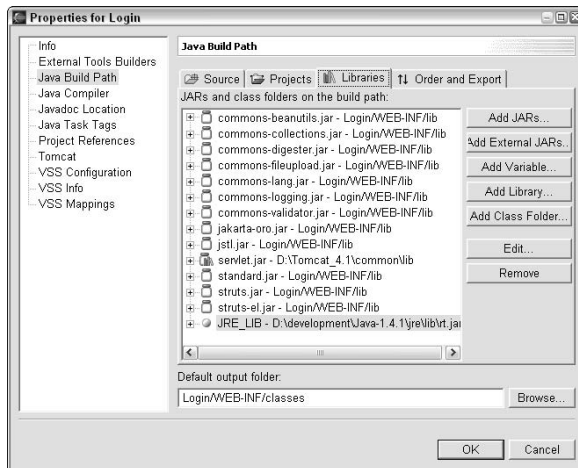 Properties for Login
Info
External Tools Builders
Java Build Path
Java Compiler
Javadoc Location
Java Task Tags
Project References
Tomcat
VSS Configuration
VSS Info
VSS Mappings
Java Build Path
Source
Projects
Libraries
Order and Export
JARs and class folders on the build path:
commons-beanutils.jar - Login/WEB-INF/lib
commons-collections.jar - Login/WEB-INF/lib
commons-digester.jar - Login/WEB-INF/lib
commons-fileupload.jar - Login/WEB-INF/lib
commons-lang.jar - Login/WEB-INF/lib
commons-logging.jar - Login/WEB-INF/lib
commons-validator.jar - Login/WEB-INF/lib
jakarta-oro.jar - Login/WEB-INF/lib
jstl.jar - Login/WEB-INF/lib
servlet.jar - D:\Tomcat_4.1\common\lib
standard.jar - Login/WEB-INF/lib
struts.jar - Login/WEB-INF/lib
struts-el.jar - Login/WEB-INF/lib
JRE_LIB - D:\development\Java-1.4.1\jre\lib\rt.jar
Add JARs...
Add External JARs...
Add Variable...
Add Library...
Add Class Folder...
Edit...
Remove
Default output folder:
Login/WEB-INF/classes
Browse...
OK
Cancel